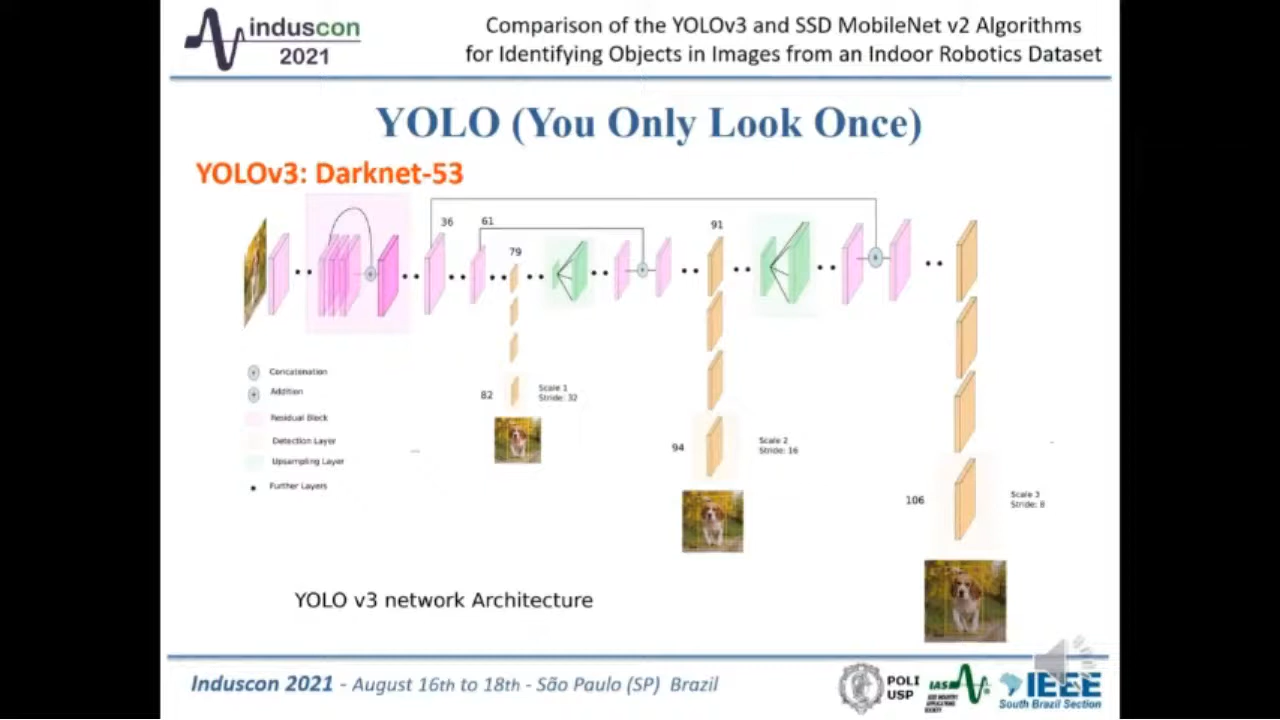 induscon
2021
Comparison of the YOLOv3 and SSD MobileNet v2 Algorithms
for Identifying Objects in Images from an Indoor Robotics Dataset
YOLO (You Only Look Once)
YOLOv3: Darknet-53
36
61
79
91
Concatenation
Addition
Residual Block
Detection Layer
Upsampling Layer
Further Layers
82
Scale 1
Stride: 32
94
Scale 2
Stride: 16
106
Scale 3
Stride: 8
YOLO v3 network Architecture
Induscon 2021 - August 16th to 18th - São Paulo (SP) Brazil
POLI
USP
IAS
IEEE
South Brazil Section